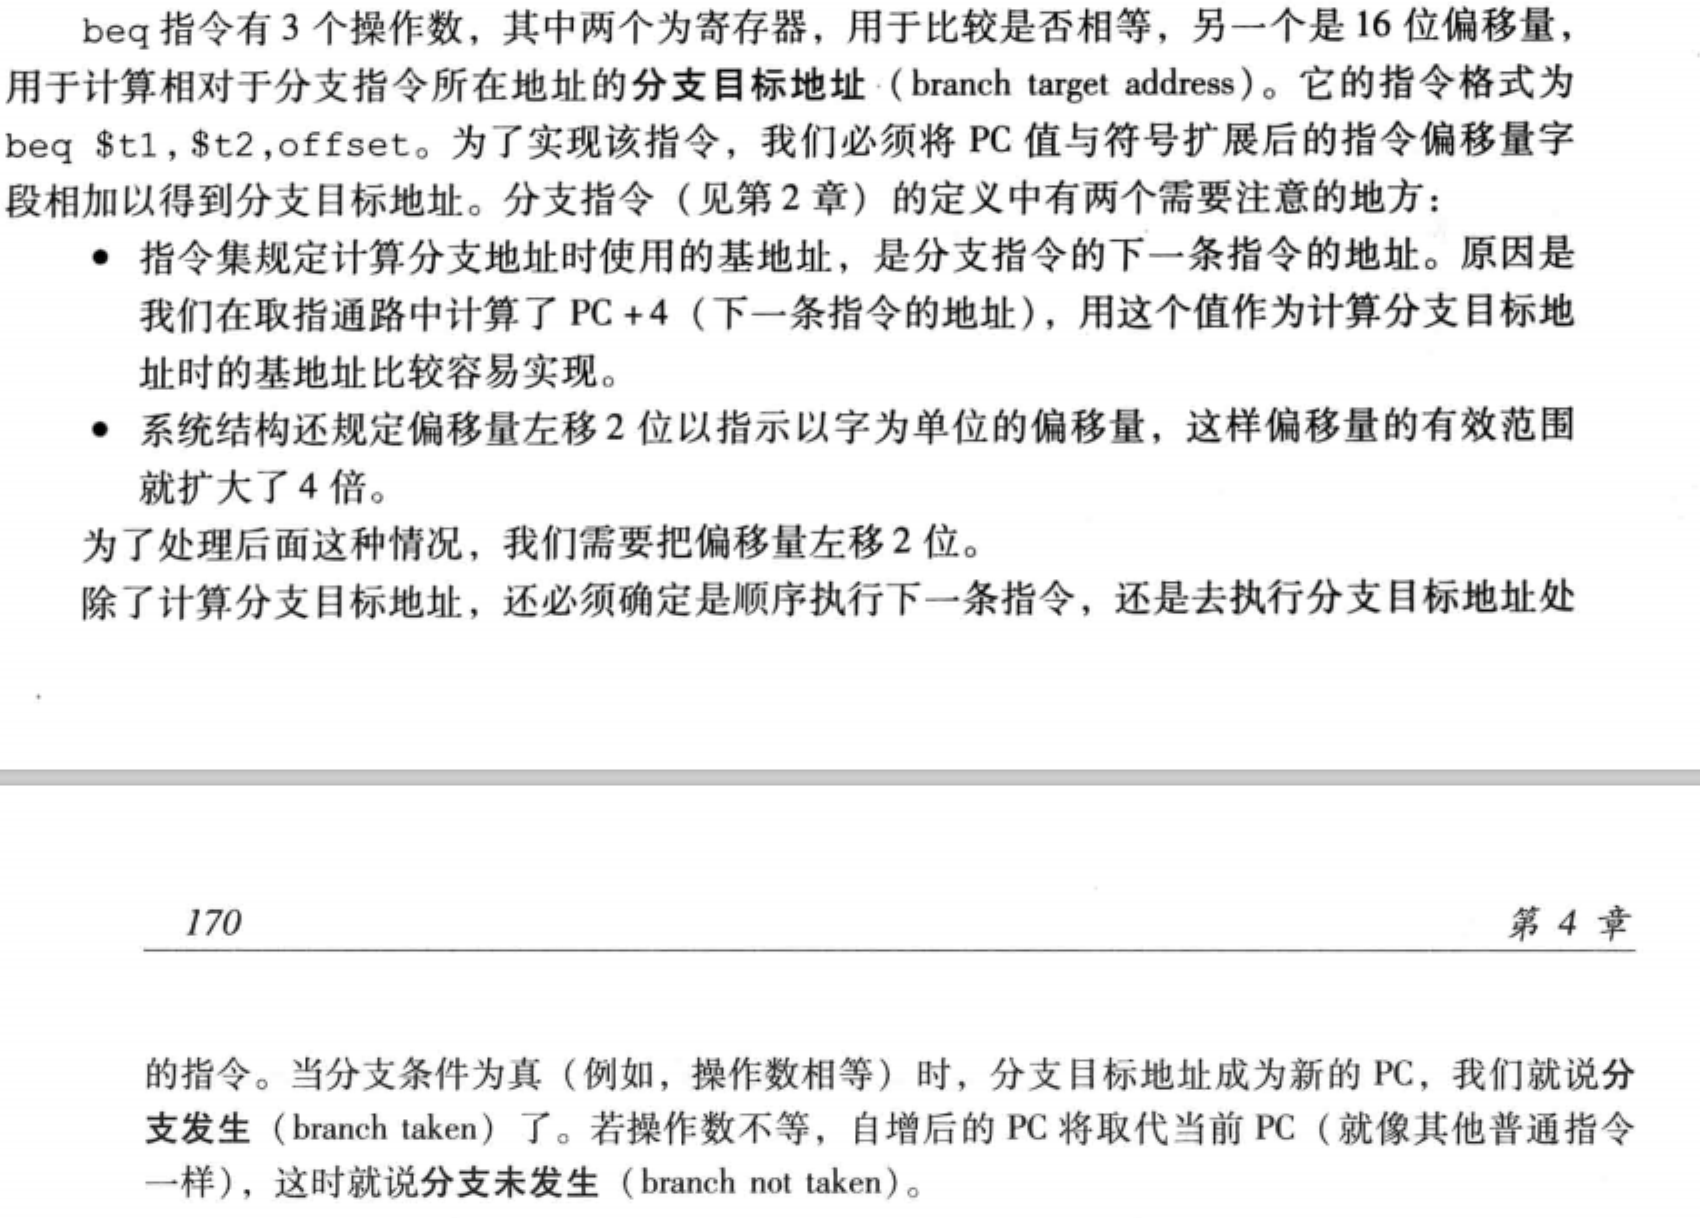 beq 指令有 3 个操作数，其中两个为寄存器，用于比较是否相等，另一个是 16 位偏移量，
用于计算相对于分支指令所在地址的分支目标地址（branch target address）。它的指令格式为
beq $t1,$t2,offset。为了实现该指令，我们必须将 PC 值与符号扩展后的指令偏移量字
段相加以得到分支目标地址。分支指令（见第 2 章）的定义中有两个需要注意的地方：
● 指令集规定计算分支地址时使用的基地址，是分支指令的下一条指令的地址。原因是
我们在取指通路中计算了 PC +4（下一条指令的地址），用这个值作为计算分支目标地
址时的基地址比较容易实现。
● 系统结构还规定偏移量左移 2 位以指示以字为单位的偏移量，这样偏移量的有效范围
就扩大了 4 倍。
为了处理后面这种情况，我们需要把偏移量左移 2 位。
除了计算分支目标地址，还必须确定是顺序执行下一条指令，还是去执行分支目标地址处
170
第 4 章
的指令。当分支条件为真（例如，操作数相等）时，分支目标地址成为新的 PC，我们就说分
支发生（branch taken）了。若操作数不等，自增后的 PC 将取代当前 PC（就像其他普通指令
一样），这时就说分支未发生（branch not taken）。